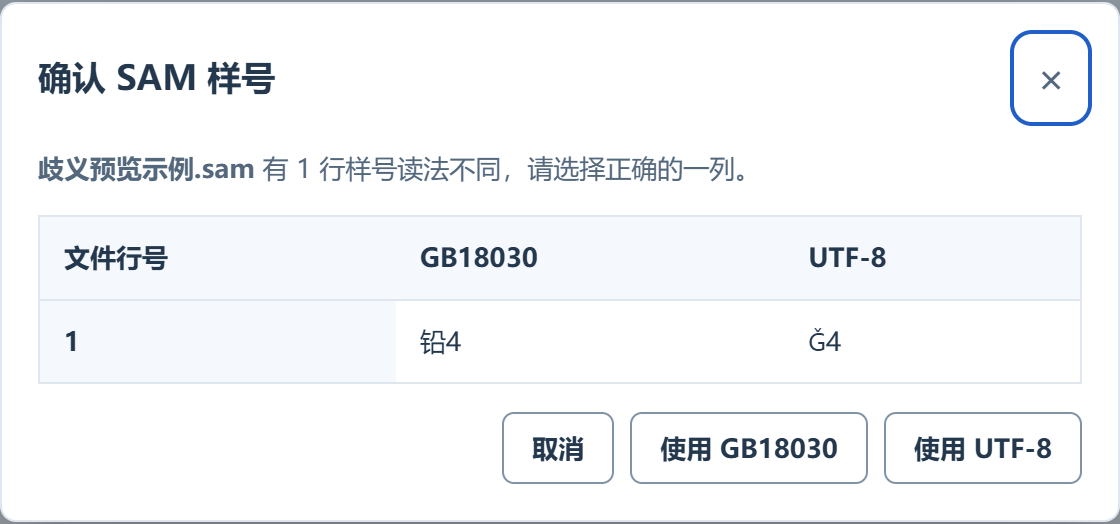 确认 SAM 样号
×
歧义预览示例.sam 有 1 行样号读法不同，请选择正确的一列。
文件行号 GB18030 UTF-8
1 铅4 Ǧ4
取消 使用 GB18030 使用 UTF-8